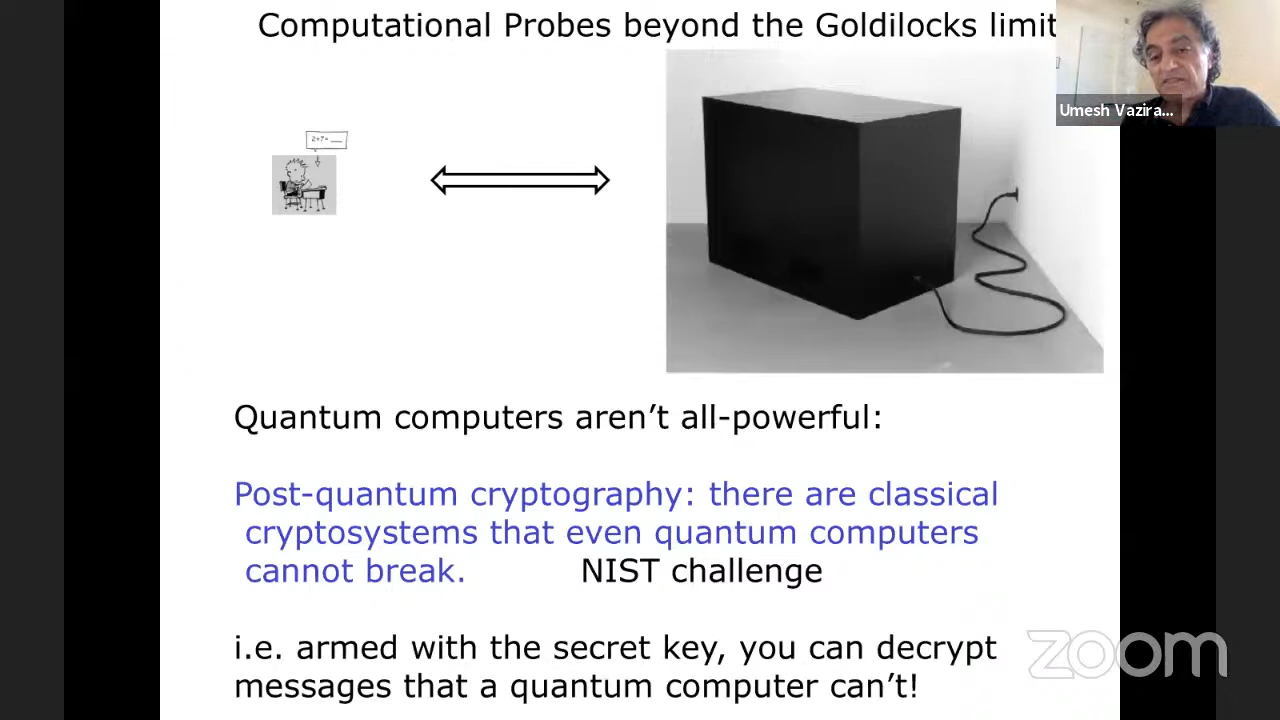 Computational Probes beyond the Goldilocks limit
Umesh Vazira...
2+?= __
Quantum computers aren’t all-powerful:
Post-quantum cryptography: there are classical
cryptosystems that even quantum computers
cannot break. NIST challenge
i.e. armed with the secret key, you can decrypt
messages that a quantum computer can’t!
zoom